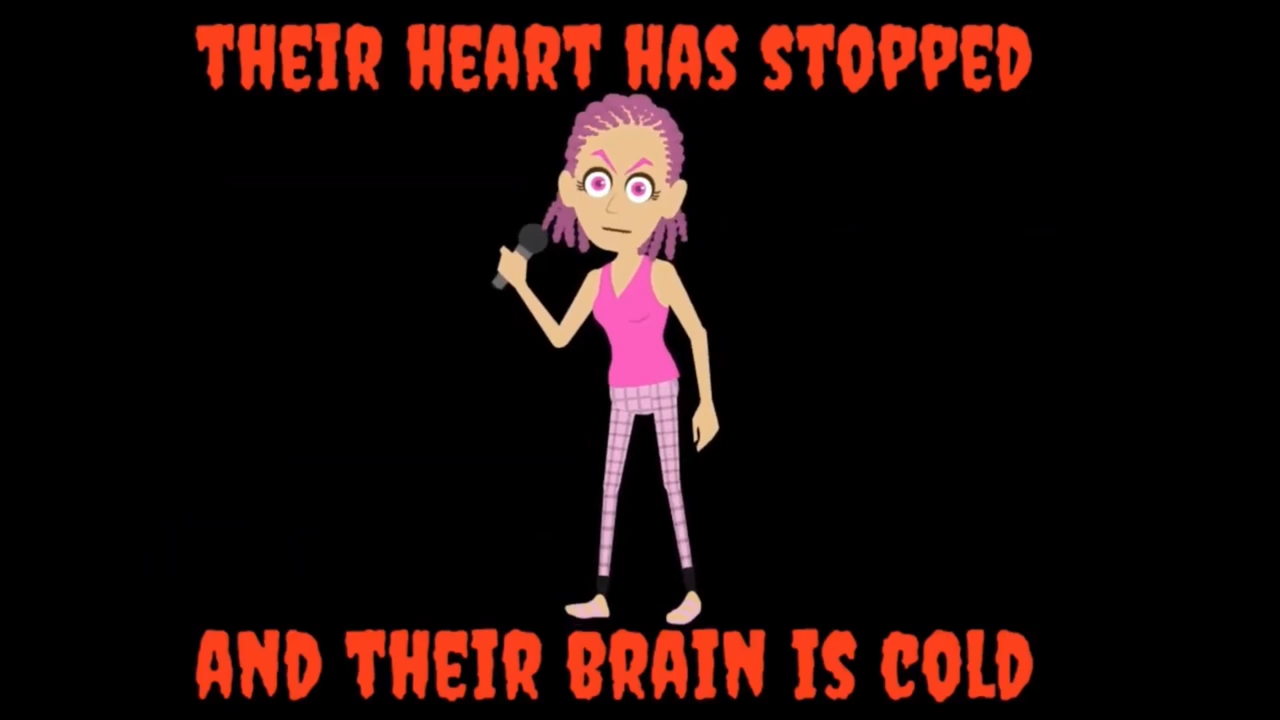 THEIR HEART HAS STOPPED
AND THEIR BRAIN IS COLD